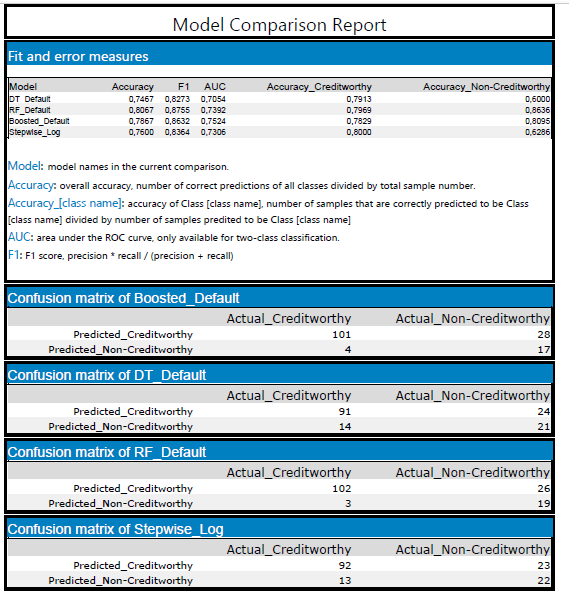 Model Comparison Report
Fit and error measures
Model Accuracy F1 AUC Accuracy_Creditworthy Accuracy_Non-Creditworthy
DT_Default 0,7467 0,8273 0,7054 0,7913 0,6000
RF_Default 0,8067 0,8755 0,7392 0,7969 0,8636
Boosted_Default 0,7867 0,8632 0,7524 0,7829 0,8095
Stepwise_Log 0,7600 0,8364 0,7306 0,8000 0,6286
Model: model names in the current comparison.
Accuracy: overall accuracy, number of correct predictions of all classes divided by total sample number.
Accuracy_[class name]: accuracy of Class [class name], number of samples that are correctly predicted to be Class
[class name] divided by number of samples predited to be Class [class name]
AUC: area under the ROC curve, only available for two-class classification.
F1: F1 score, precision * recall / (precision + recall)
Confusion matrix of Boosted_Default
Actual_Creditworthy Actual_Non-Creditworthy
Predicted_Creditworthy 101 28
Predicted_Non-Creditworthy 4 17
Confusion matrix of DT_Default
Actual_Creditworthy Actual_Non-Creditworthy
Predicted_Creditworthy 91 24
Predicted_Non-Creditworthy 14 21
Confusion matrix of RF_Default
Actual_Creditworthy Actual_Non-Creditworthy
Predicted_Creditworthy 102 26
Predicted_Non-Creditworthy 3 19
Confusion matrix of Stepwise_Log
Actual_Creditworthy Actual_Non-Creditworthy
Predicted_Creditworthy 92 23
Predicted_Non-Creditworthy 13 22